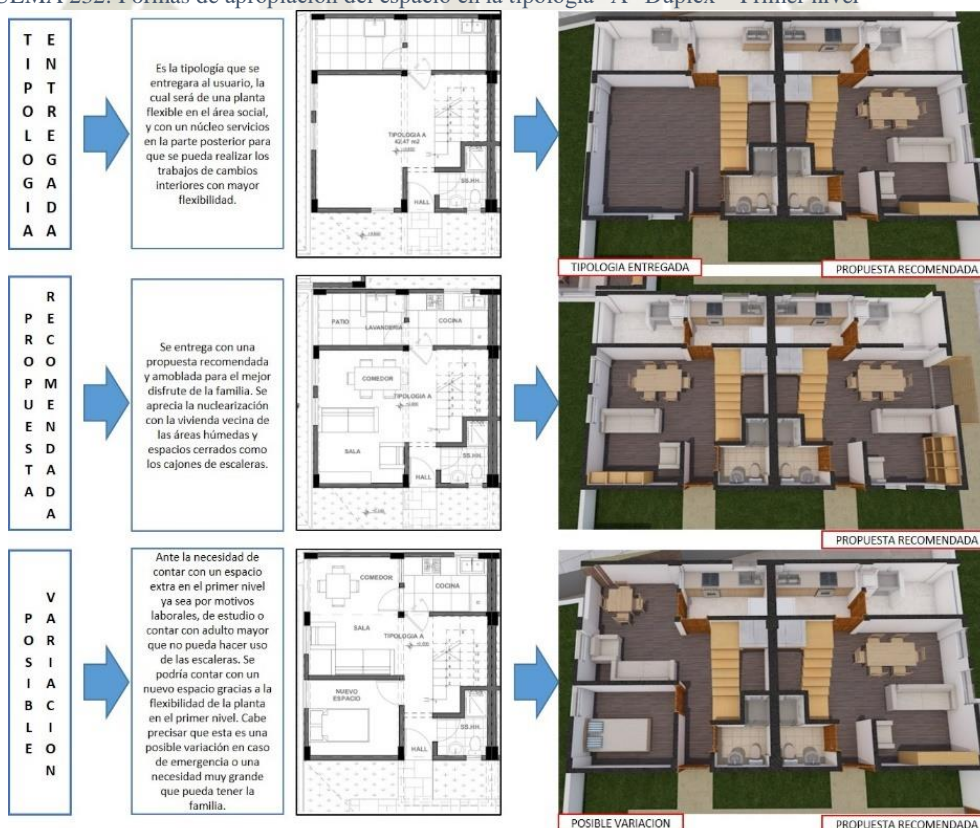 UEMA 232: Formas de apropiación del espacio en la tipología "A" Dúplex – Primer nivel
TIPOLOGIA ENTREGADA
Es la tipología que se
entregara al usuario, la
cual será de una planta
flexible en el área social,
y con un núcleo servicios
en la parte posterior para
que se pueda realizar los
trabajos de cambios
interiores con mayor
flexibilidad.
TIPOLOGIA A
42.47 m2
SS.HH.
HALL
TIPOLOGIA ENTREGADA
PROPUESTA RECOMENDADA
PROPUESTA RECOMENDADA
Se entrega con una
propuesta recomendada
y amoblada para el mejor
disfrute de la familia. Se
aprecia la nuclearización
con la vivienda vecina de
las áreas húmedas y
espacios cerrados como
los cajones de escaleras.
PATIO
LAVANDERIA
COCINA
COMEDOR
TIPOLOGIA A
SALA
SS.HH.
HALL
PROPUESTA RECOMENDADA
POSIBLE VARIACION
Ante la necesidad de
contar con un espacio
extra en el primer nivel
ya sea por motivos
laborales, de estudio o
contar con adulto mayor
que no pueda hacer uso
de las escaleras. Se
podría contar con un
nuevo espacio gracias a la
flexibilidad de la planta
en el primer nivel. Cabe
precisar que esta es una
posible variación en caso
de emergencia o una
necesidad muy grande
que pueda tener la
familia.
COMEDOR
COCINA
SALA
TIPOLOGIA A
NUEVO
ESPACIO
SS.HH.
HALL
POSIBLE VARIACION
PROPUESTA RECOMENDADA